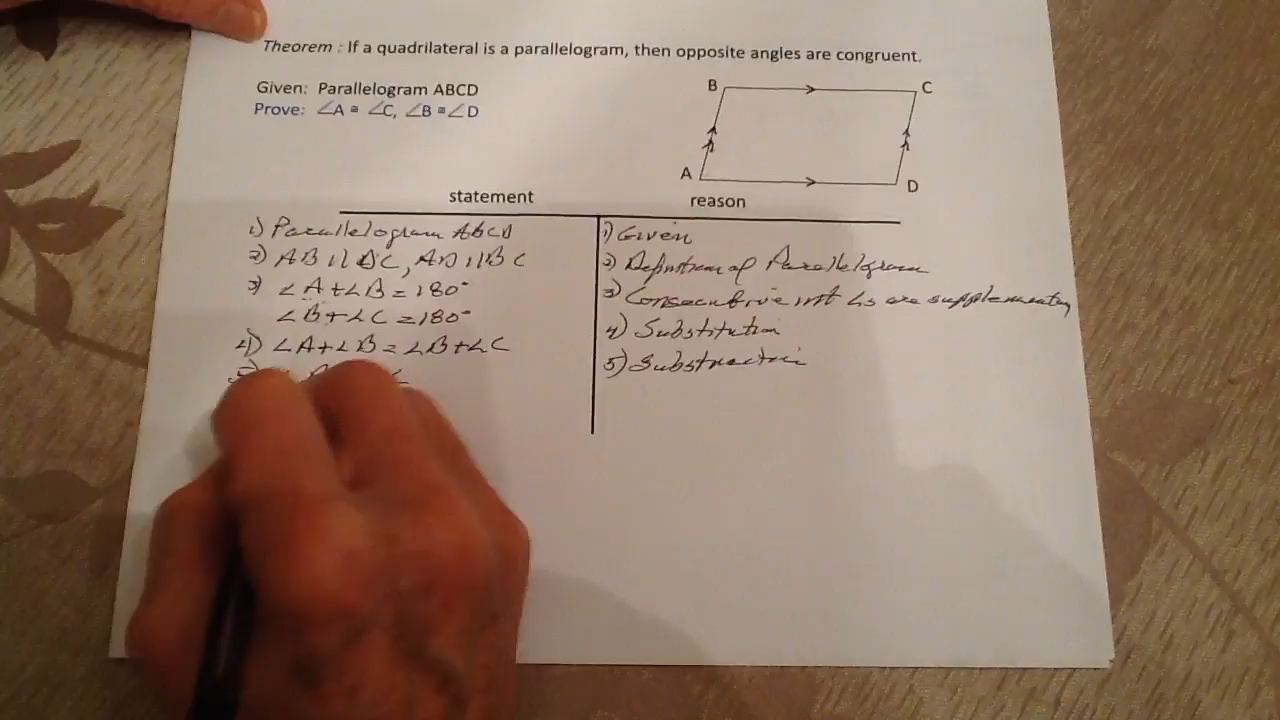 Theorem : If a quadrilateral is a parallelogram, then opposite angles are congruent.
Given: Parallelogram ABCD
Prove: ∠A ≅ ∠C, ∠B ≅ ∠D
B
C
A
D
statement
reason
1) Parallelogram ABCD
1) Given
2) AB || DC, AD || BC
2) Definition of Parallelogram
3) ∠A + ∠B = 180°
3) Consecutive int ∠s are supplementary
∠B + ∠C = 180°
4) Substitution
4) ∠A + ∠B = ∠B + ∠C
5)
5)